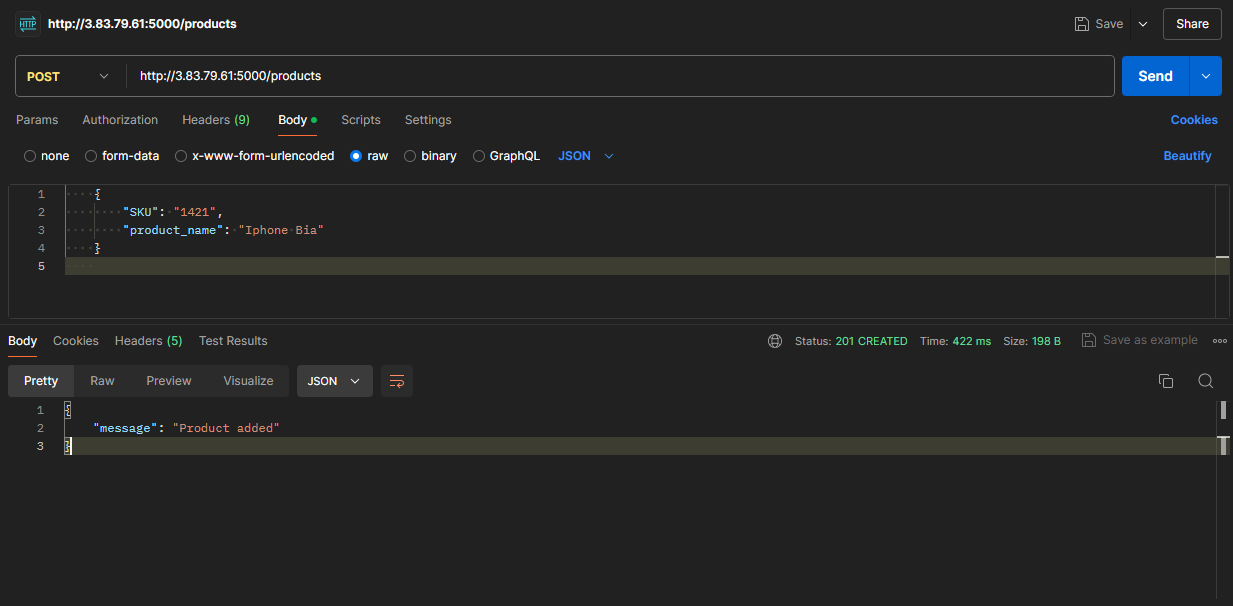 HTTP http://3.83.79.61:5000/products Save Share
POST http://3.83.79.61:5000/products Send
Params Authorization Headers (9) Body Scripts Settings Cookies
none form-data x-www-form-urlencoded raw binary GraphQL JSON Beautify
1 {
2 "SKU": "1421",
3 "product_name": "Iphone Bia"
4 }
5
Body Cookies Headers (5) Test Results Status: 201 CREATED Time: 422 ms Size: 198 B Save as example
Pretty Raw Preview Visualize JSON
1 {
2 "message": "Product added"
3 }